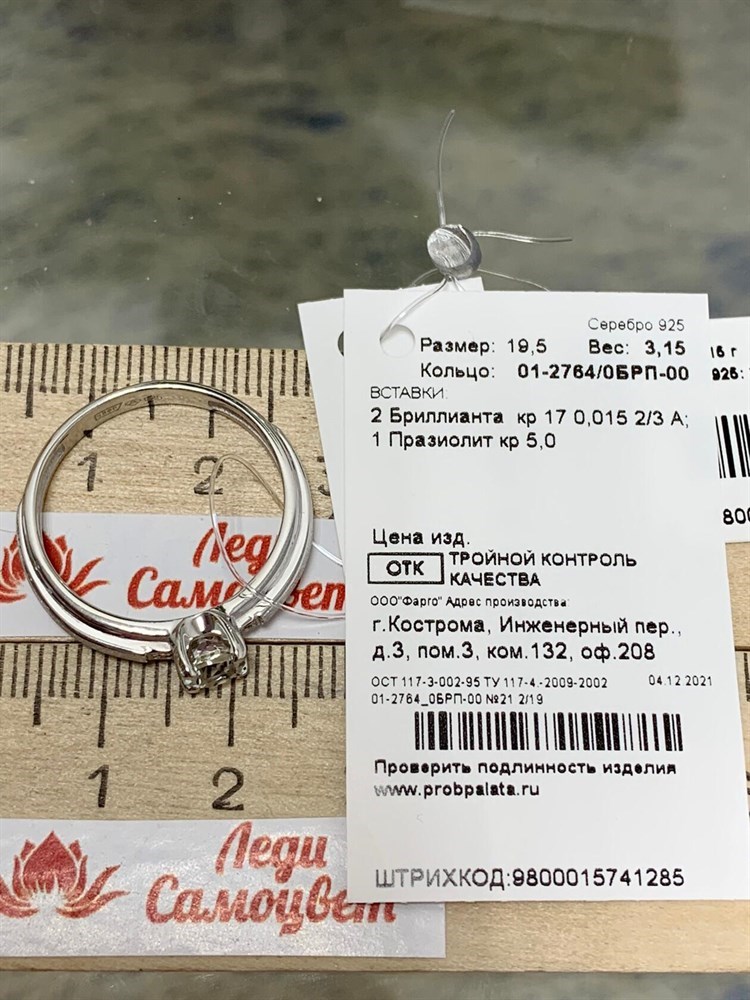 Серебро 925
Размер: 19,5 Вес: 3,15
Кольцо: 01-2764/0БРП-00
ВСТАВКИ:
2 Бриллианта кр 17 0,015 2/3 А;
1 Празиолит кр 5,0
Цена изд.
ОТК ТРОЙНОЙ КОНТРОЛЬ
КАЧЕСТВА
ООО"Фарго" Адрес производства:
г.Кострома, Инженерный пер.,
д.3, пом.3, ком.132, оф.208
ОСТ 117-3-002-95 ТУ 117-4.-2009-2002 04.12.2021
01-2764_0БРП-00 №21 2/19
Проверить подлинность изделия
www.probpalata.ru
ШТРИХКОД:9800015741285
925:
800
1 2
Леди
Самоцвет
1 2
Леди
Самоцвет